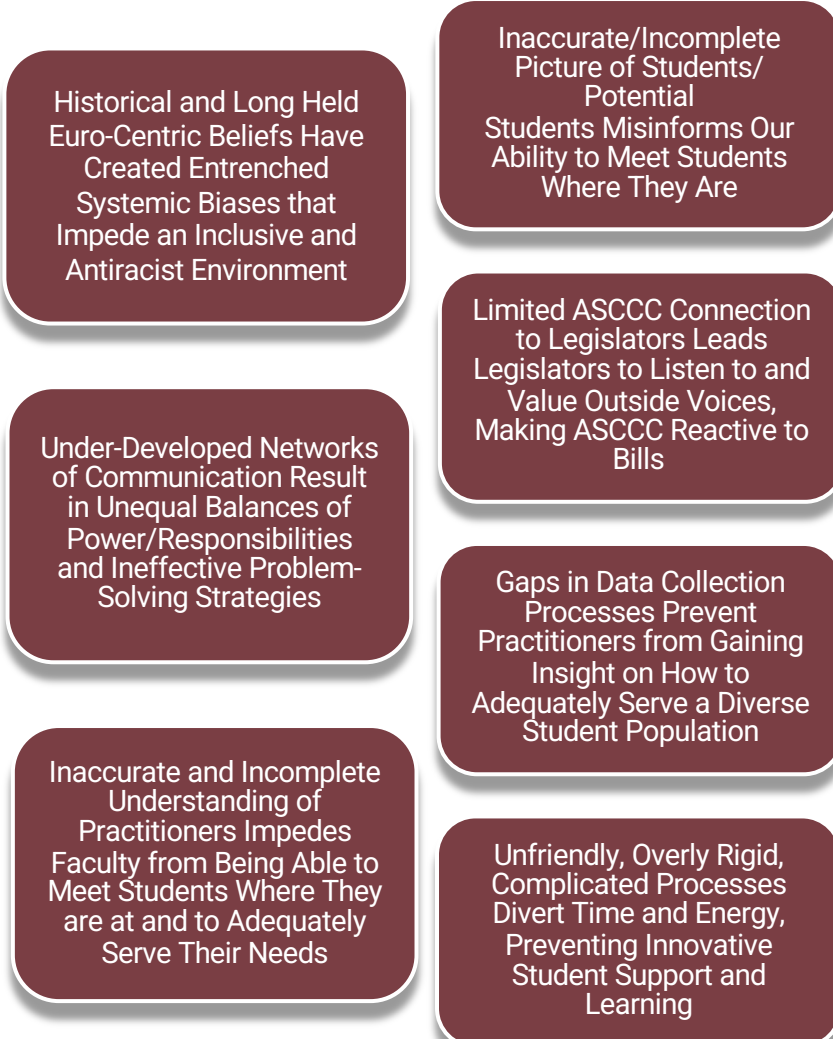 Historical and Long Held
Euro-Centric Beliefs Have
Created Entrenched
Systemic Biases that
Impede an Inclusive and
Antiracist Environment
Under-Developed Networks
of Communication Result
in Unequal Balances of
Power/Responsibilities
and Ineffective Problem-
Solving Strategies
Inaccurate and Incomplete
Understanding of
Practitioners Impedes
Faculty from Being Able to
Meet Students Where They
are at and to Adequately
Serve Their Needs
Inaccurate/Incomplete
Picture of Students/
Potential
Students Misinforms Our
Ability to Meet Students
Where They Are
Limited ASCCC Connection
to Legislators Leads
Legislators to Listen to and
Value Outside Voices,
Making ASCCC Reactive to
Bills
Gaps in Data Collection
Processes Prevent
Practitioners from Gaining
Insight on How to
Adequately Serve a Diverse
Student Population
Unfriendly, Overly Rigid,
Complicated Processes
Divert Time and Energy,
Preventing Innovative
Student Support and
Learning